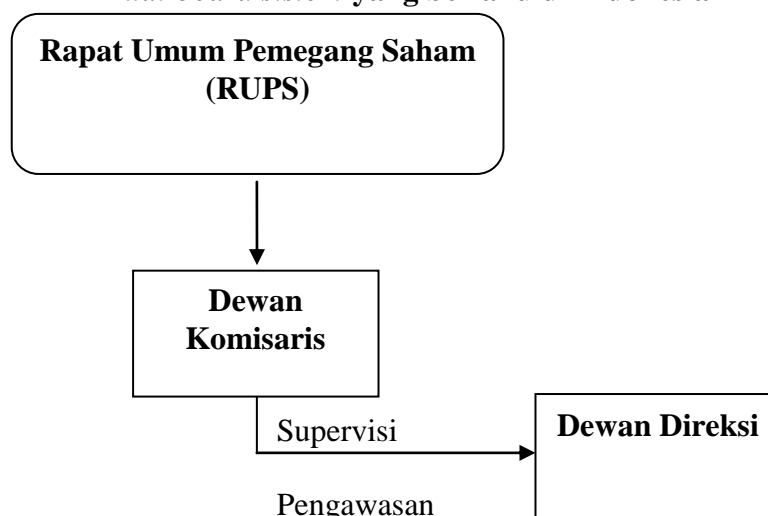 Rapat Umum Pemegang Saham
(RUPS)
Dewan
Komisaris
Supervisi
Dewan Direksi
Pengawasan